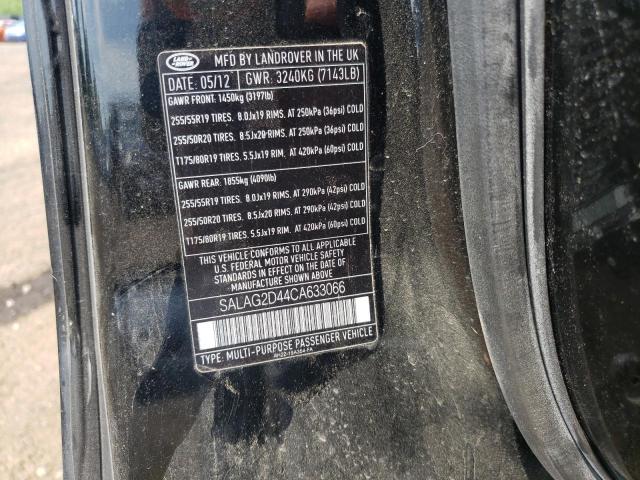 LAND ROVER
MFD BY LANDROVER IN THE UK
DATE: 05/12 GWR: 3240KG (7143LB)
GAWR FRONT: 1450kg (3197lb)
255/55R19 TIRES. 8.0Jx19 RIMS. AT 250kPa (36psi) COLD
255/50R20 TIRES. 8.5Jx20 RIMS. AT 250kPa (36psi) COLD
T175/80R19 TIRES. 5.5Jx19 RIM. AT 420kPa (60psi) COLD
GAWR REAR: 1855kg (4090lb)
255/55R19 TIRES. 8.0Jx19 RIMS. AT 290kPa (42psi) COLD
255/50R20 TIRES. 8.5Jx20 RIMS. AT 290kPa (42psi) COLD
T175/80R19 TIRES. 5.5Jx19 RIM. AT 420kPa (60psi) COLD
THIS VEHICLE CONFORMS TO ALL APPLICABLE
U.S. FEDERAL MOTOR VEHICLE SAFETY
STANDARDS IN EFFECT ON THE DATE OF
MANUFACTURE SHOWN ABOVE
SALAG2D44CA633066
TYPE: MULTI-PURPOSE PASSENGER VEHICLE